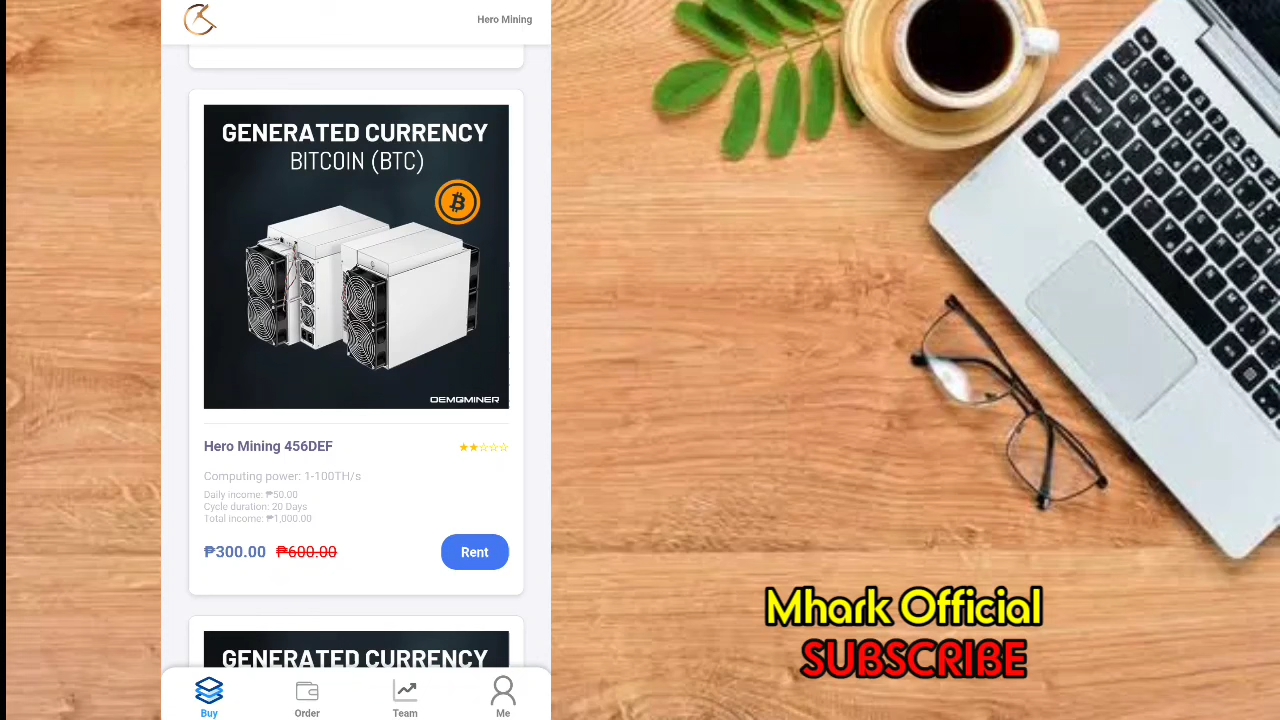 Hero Mining
GENERATED CURRENCY
BITCOIN (BTC)
OEMGMINER
Hero Mining 456DEF
Computing power: 1-100TH/s
Daily income: ₱50.00
Cycle duration: 20 Days
Total income: ₱1,000.00
₱300.00 ₱600.00
Rent
GENERATED CURRENCY
Buy
Order
Team
Me
Mhark Official
SUBSCRIBE